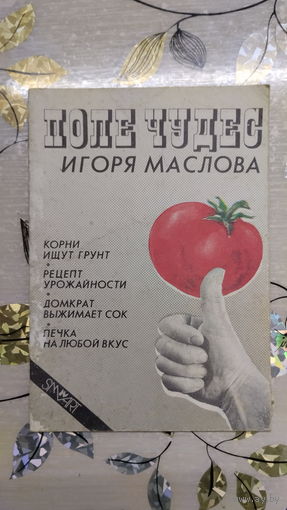 ПОЛЕ ЧУДЕС
ИГОРЯ МАСЛОВА
КОРНИ
ИЩУТ ГРУНТ
•
РЕЦЕПТ
УРОЖАЙНОСТИ
•
ДОМКРАТ
ВЫЖИМАЕТ СОК
•
ПЕЧКА
НА ЛЮБОЙ ВКУС